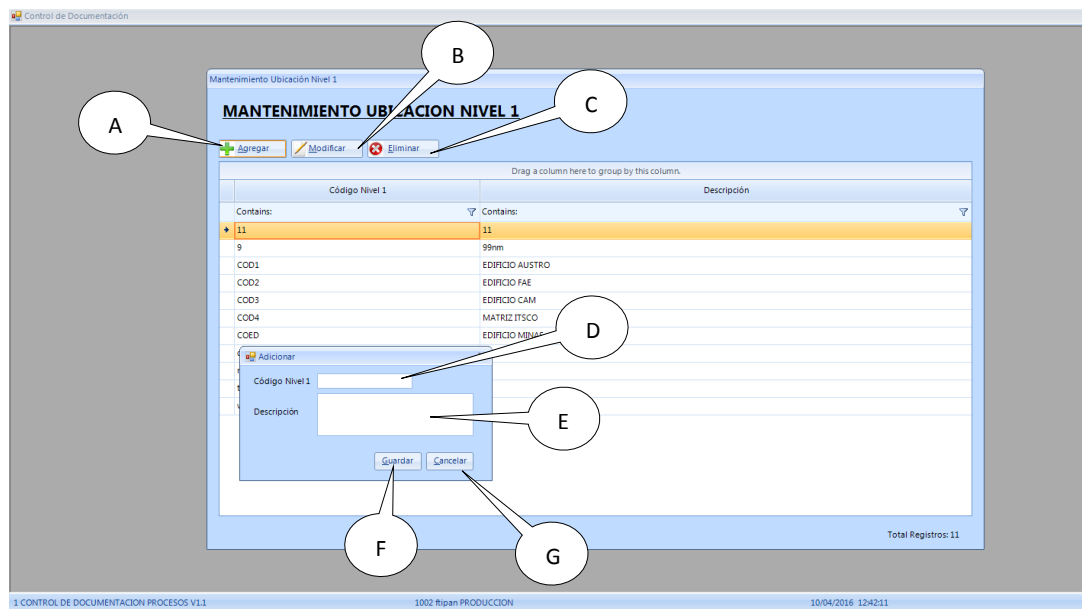 Control de Documentación
B
Mantenimiento Ubicación Nivel 1
MANTENIMIENTO UBICACION NIVEL 1
C
A
Agregar Modificar Eliminar
Drag a column here to group by this column.
Código Nivel 1 Descripción
Contains: Contains:
11 11
9 99nm
COD1 EDIFICIO AUSTRO
COD2 EDIFICIO FAE
COD3 EDIFICIO CAM
COD4 MATRIZ ITSCO
COED EDIFICIO MINAS
D
Adicionar
Código Nivel 1
Descripción
E
Guardar Cancelar
F
G
Total Registros: 11
1 CONTROL DE DOCUMENTACION PROCESOS V1.1 1002 ftipan PRODUCCION 10/04/2016 12:42:11